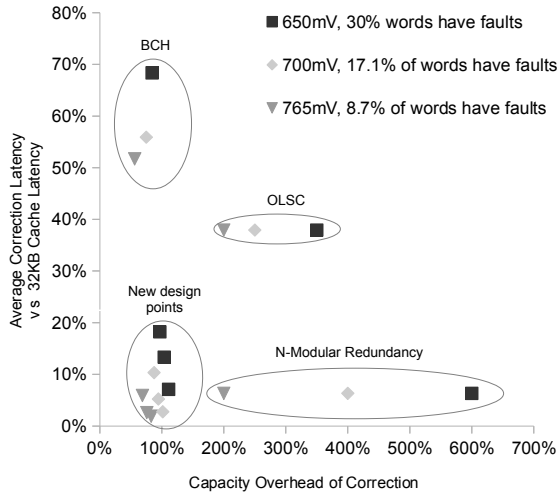 80%
70%
60%
50%
40%
30%
20%
10%
0%
0% 100% 200% 300% 400% 500% 600% 700%
Average Correction Latency
vs 32KB Cache Latency
Capacity Overhead of Correction
650mV, 30% words have faults
700mV, 17.1% of words have faults
765mV, 8.7% of words have faults
BCH
OLSC
New design
points
N-Modular Redundancy